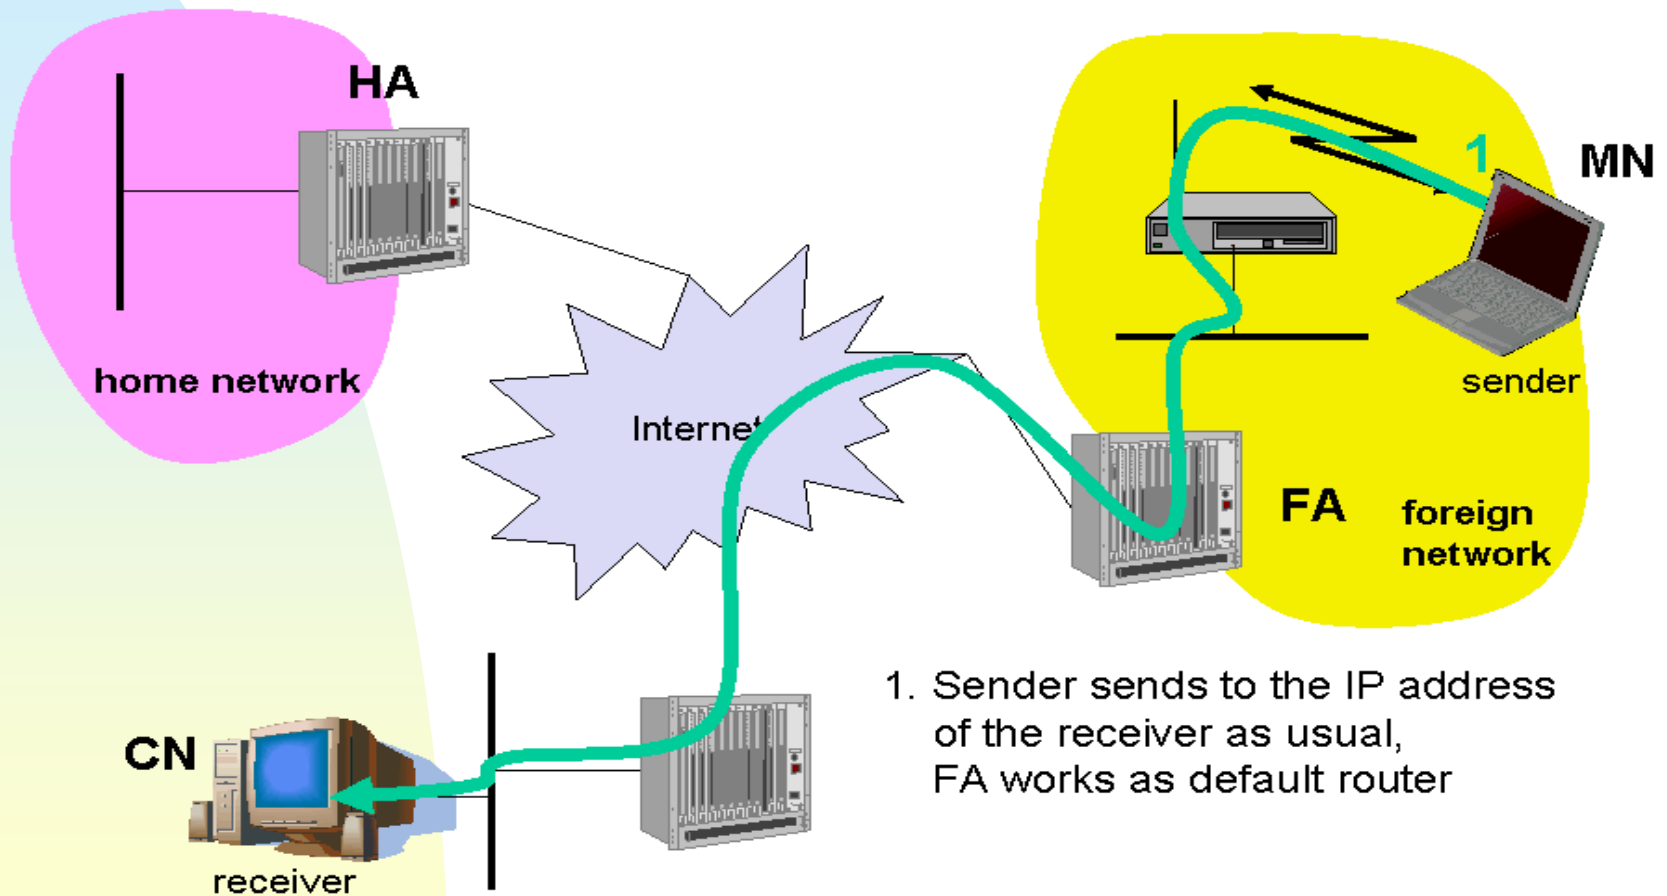 HA
home network
Internet
1
MN
sender
FA
foreign
network
CN
receiver
1. Sender sends to the IP address
of the receiver as usual,
FA works as default router